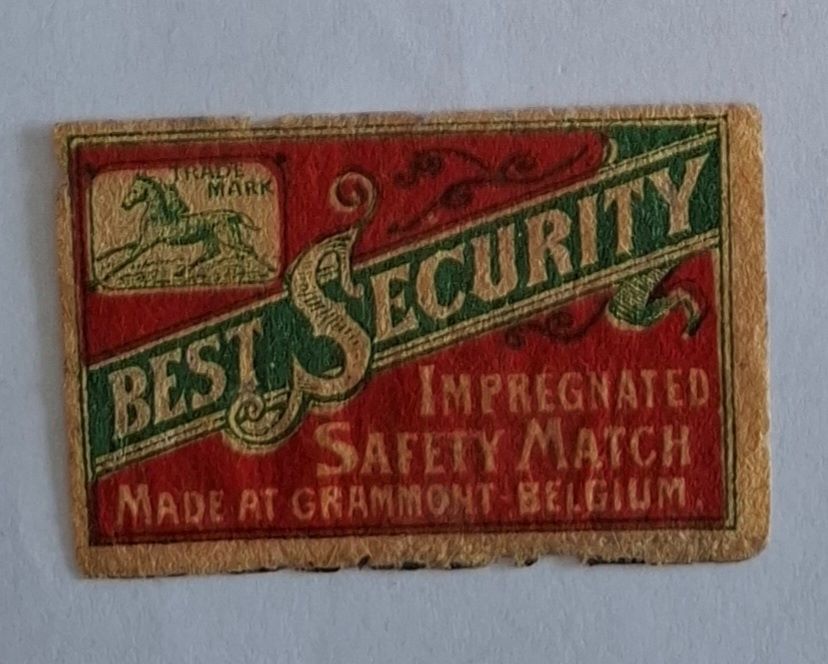 TRADE
MARK
BEST SECURITY
IMPREGNATED
SAFETY MATCH
MADE AT GRAMMONT-BELGIUM.